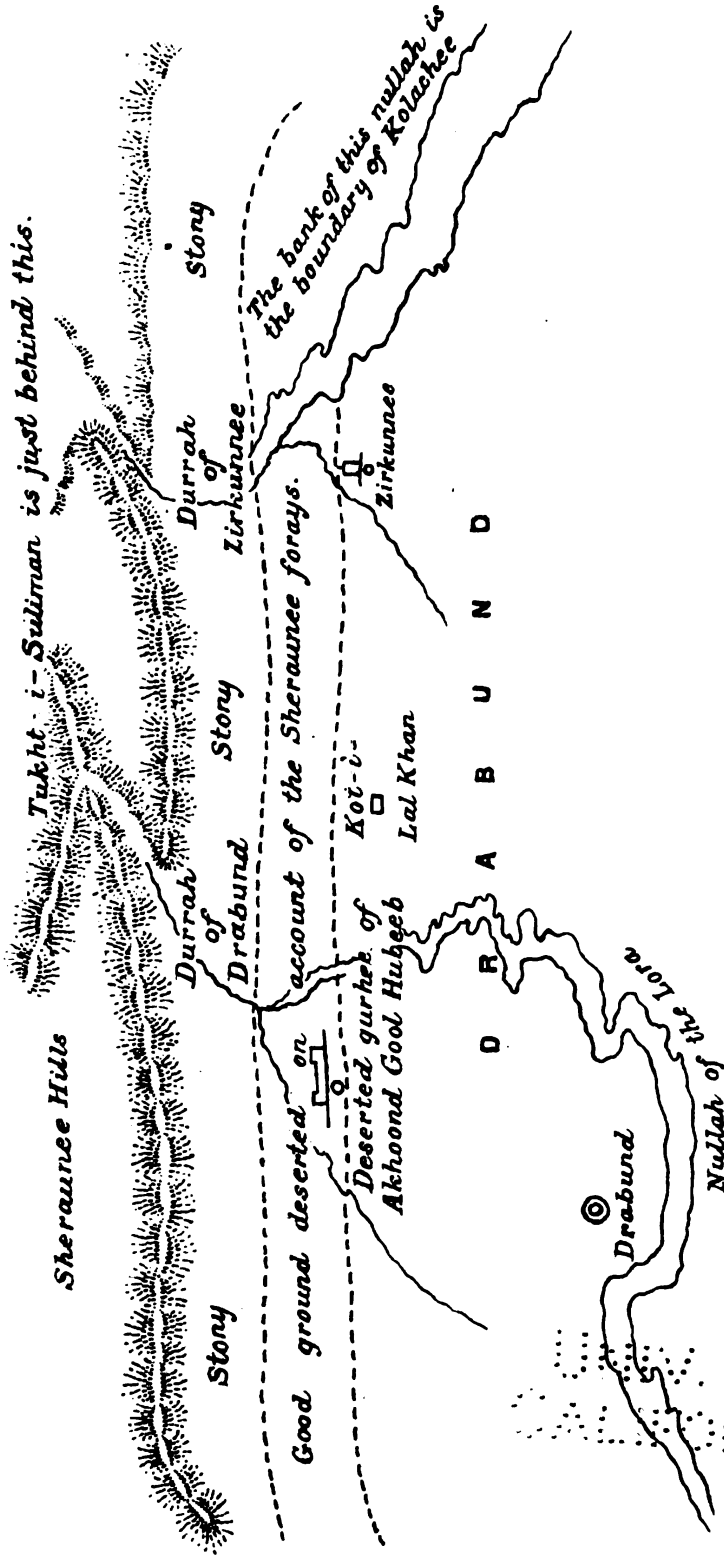 Tukht-i-Suliman is just behind this.
Sheraunee Hills
Stony
Durrah
of
Drabund
Stony
Durrah
of
Zirkunnee
Stony
The bank of this nullah is
the boundary of Kolachee
Good ground deserted on account of the Sheraunee forays.
Deserted gurhee of
Akhoond Gool Hubeeb
Kot-i-
Lal Khan
Zirkunnee
DRABUND
Drabund
Nullah of the Lora